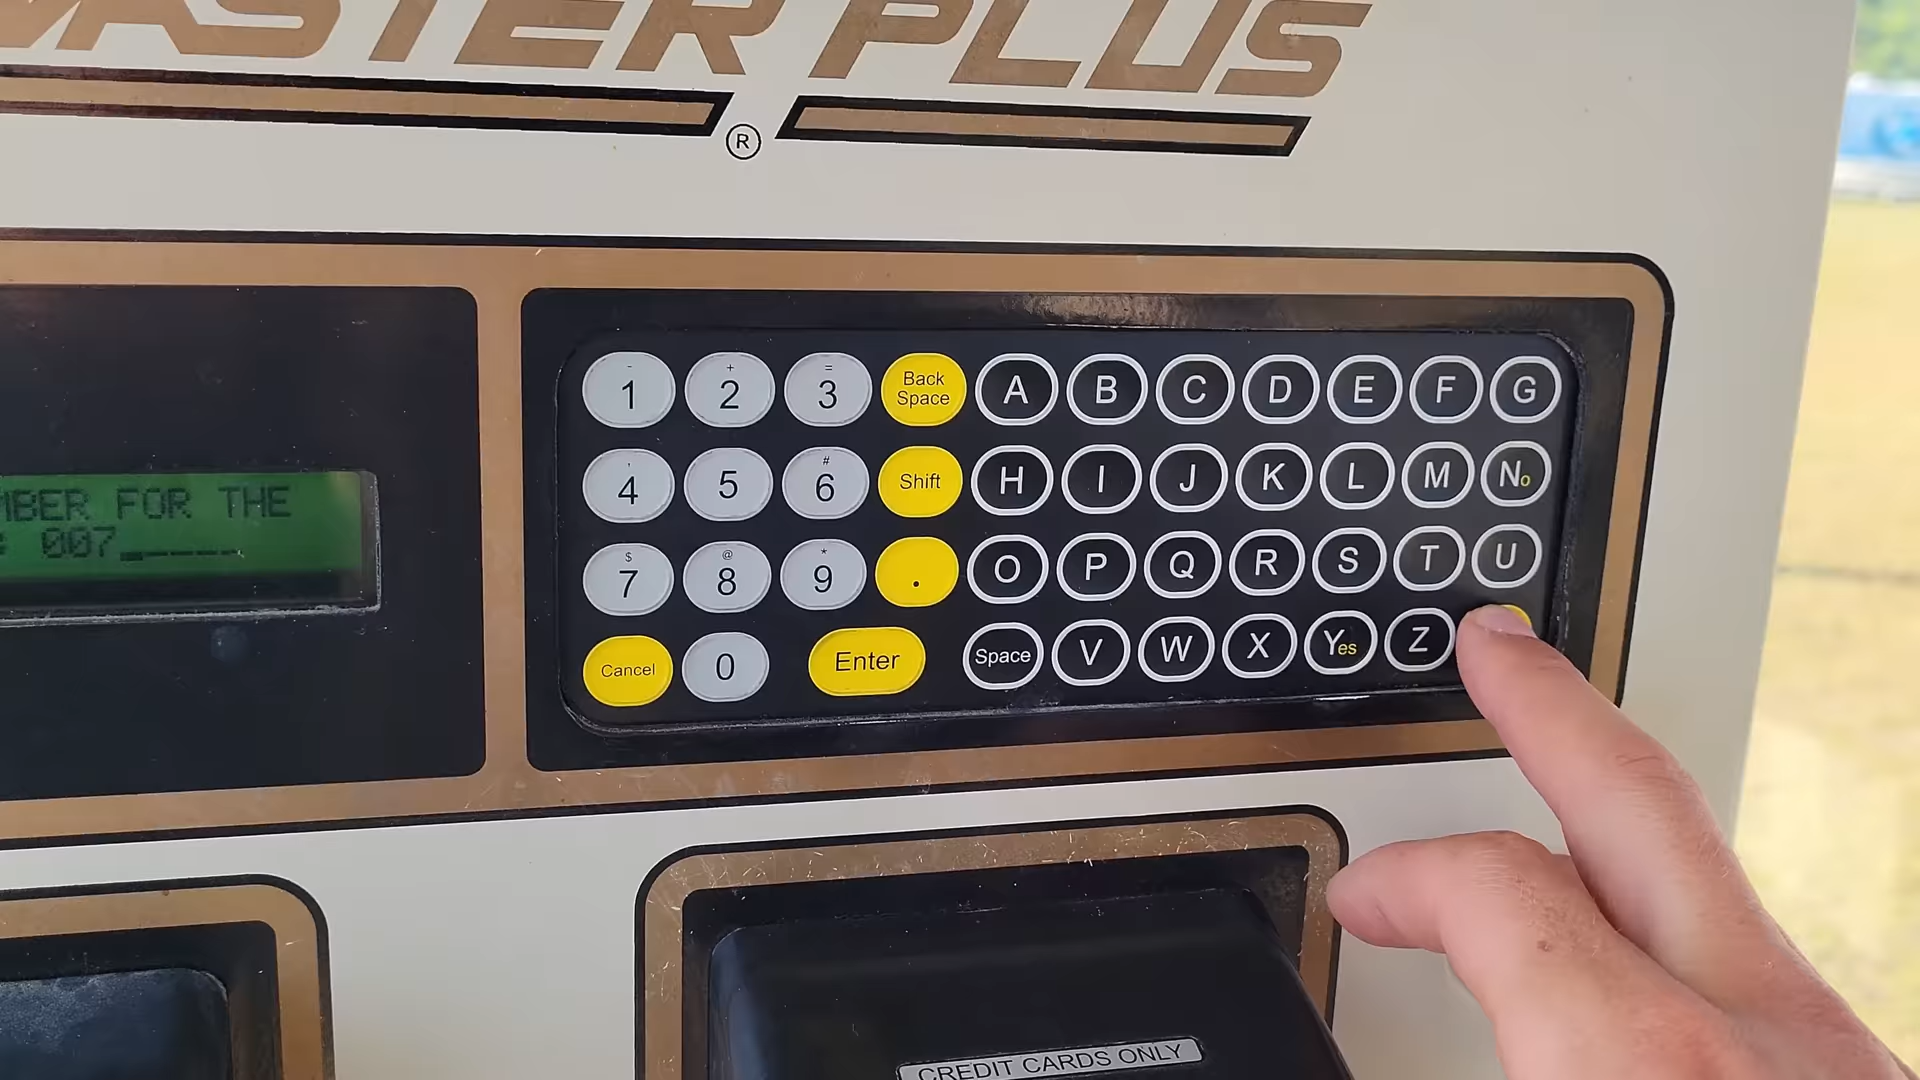 ASTER PLUS
®
MBER FOR THE
: 007_____
- + =
1 2 3 Back Space A B C D E F G
' #
4 5 6 Shift H I J K L M No
$ @ *
7 8 9 . O P Q R S T U
Cancel 0 Enter Space V W X Yes Z
CREDIT CARDS ONLY